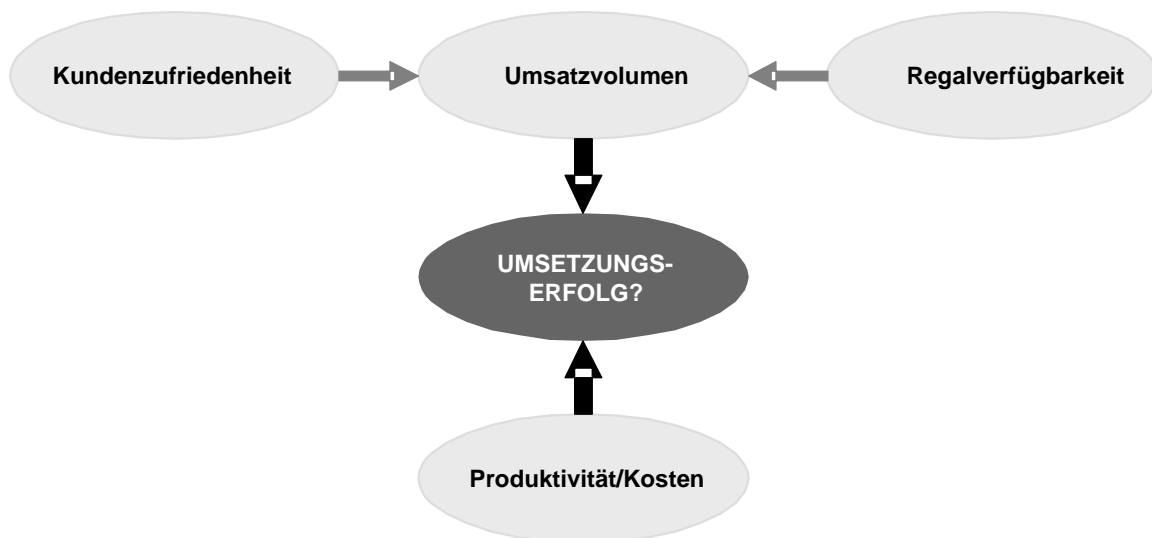 Kundenzufriedenheit
Umsatzvolumen
Regalverfügbarkeit
UMSETZUNGS-
ERFOLG?
Produktivität/Kosten